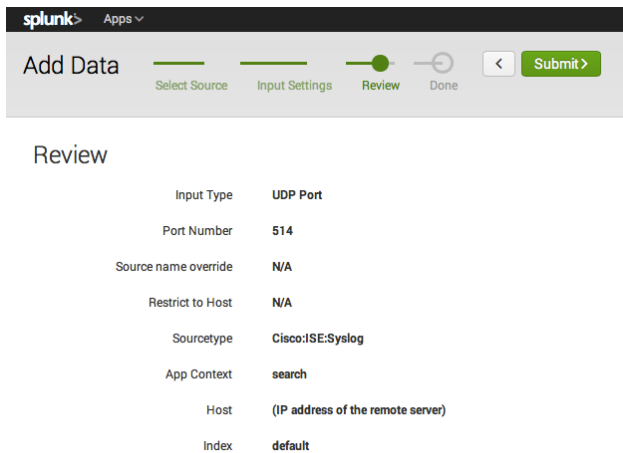 splunk> Apps
Add Data
Select Source Input Settings Review Done
< Submit >
Review
Input Type UDP Port
Port Number 514
Source name override N/A
Restrict to Host N/A
Sourcetype Cisco:ISE:Syslog
App Context search
Host (IP address of the remote server)
Index default